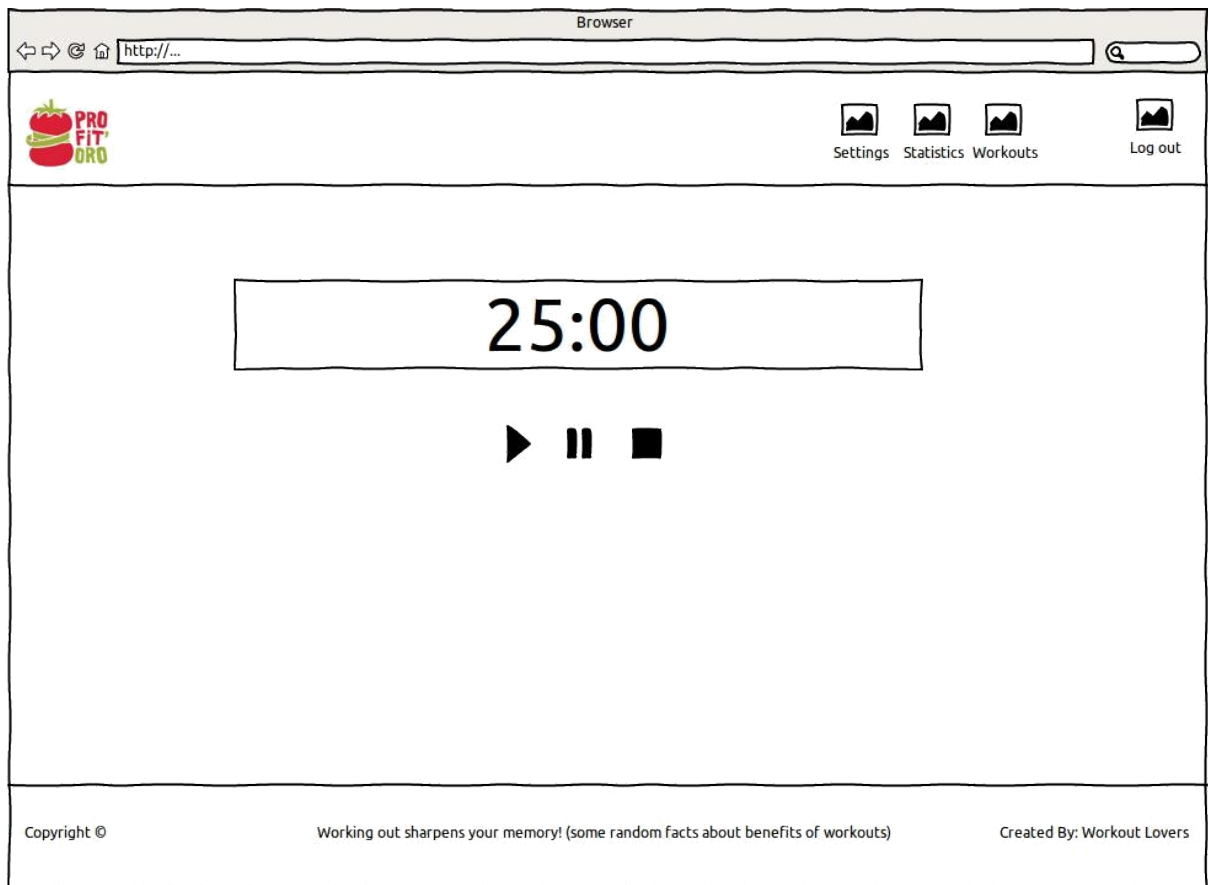 Browser
http://...
PRO
FIT'
ORO
Settings Statistics Workouts Log out
25:00
Copyright © Working out sharpens your memory! (some random facts about benefits of workouts) Created By: Workout Lovers